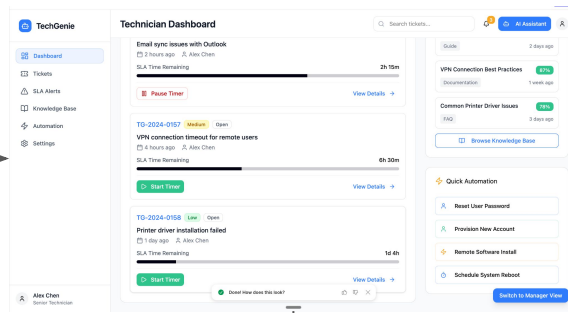 TechGenie
Dashboard
Tickets
SLA Alerts
Knowledge Base
Automation
Settings
Alex Chen
Senior Technician
Technician Dashboard
Search tickets...
AI Assistant
Email sync issues with Outlook
2 hours ago Alex Chen
SLA Time Remaining 2h 15m
Pause Timer View Details →
TG-2024-0157 Medium Open
VPN connection timeout for remote users
4 hours ago Alex Chen
SLA Time Remaining 6h 30m
Start Timer View Details →
TG-2024-0158 Low Open
Printer driver installation failed
1 day ago Alex Chen
SLA Time Remaining 1d 4h
Start Timer View Details →
Done! How does this look?
Guide 2 days ago
VPN Connection Best Practices 87%
Documentation 1 week ago
Common Printer Driver Issues 78%
FAQ 3 days ago
Browse Knowledge Base
Quick Automation
Reset User Password
Provision New Account
Remote Software Install
Schedule System Reboot
Switch to Manager View